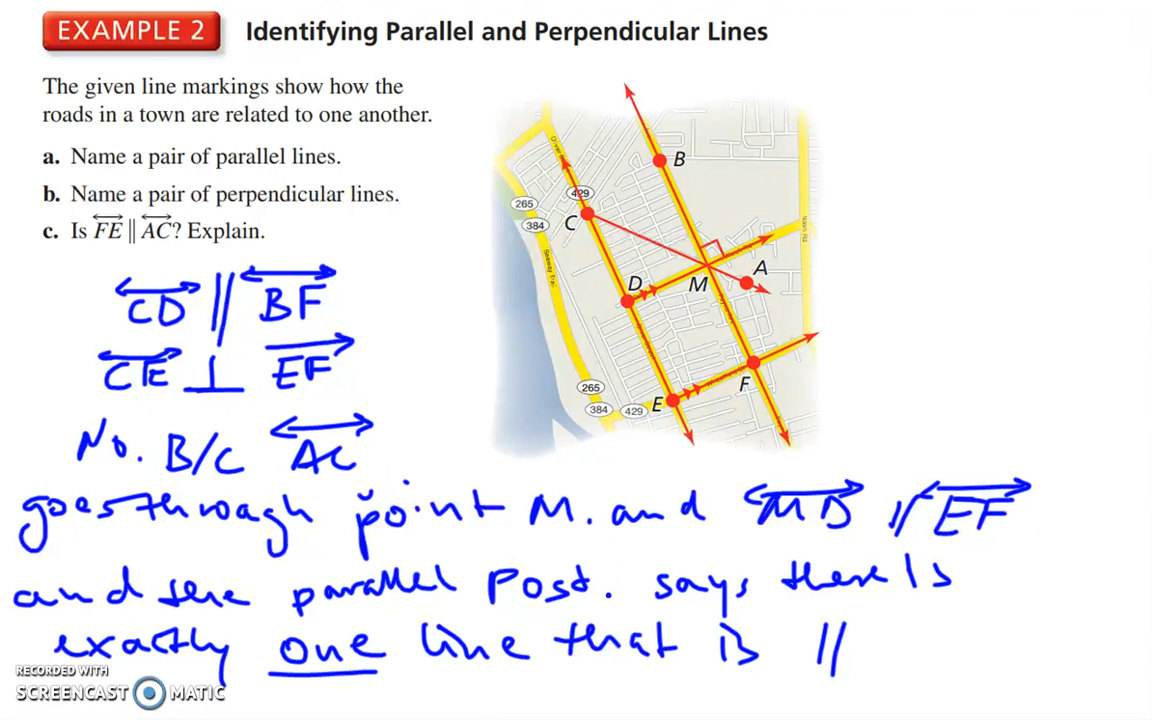 EXAMPLE 2 Identifying Parallel and Perpendicular Lines
The given line markings show how the
roads in a town are related to one another.
a. Name a pair of parallel lines.
b. Name a pair of perpendicular lines.
c. Is FE || AC? Explain.
B
429
C
265
384
A
D
M
F
265
384
429
E
CD || BF
CE ⊥ EF
No. B/C AC
goes through point M. and MD || EF
and the parallel Post. says there is
exactly one line that is ||
RECORDED WITH
SCREENCAST MATIC